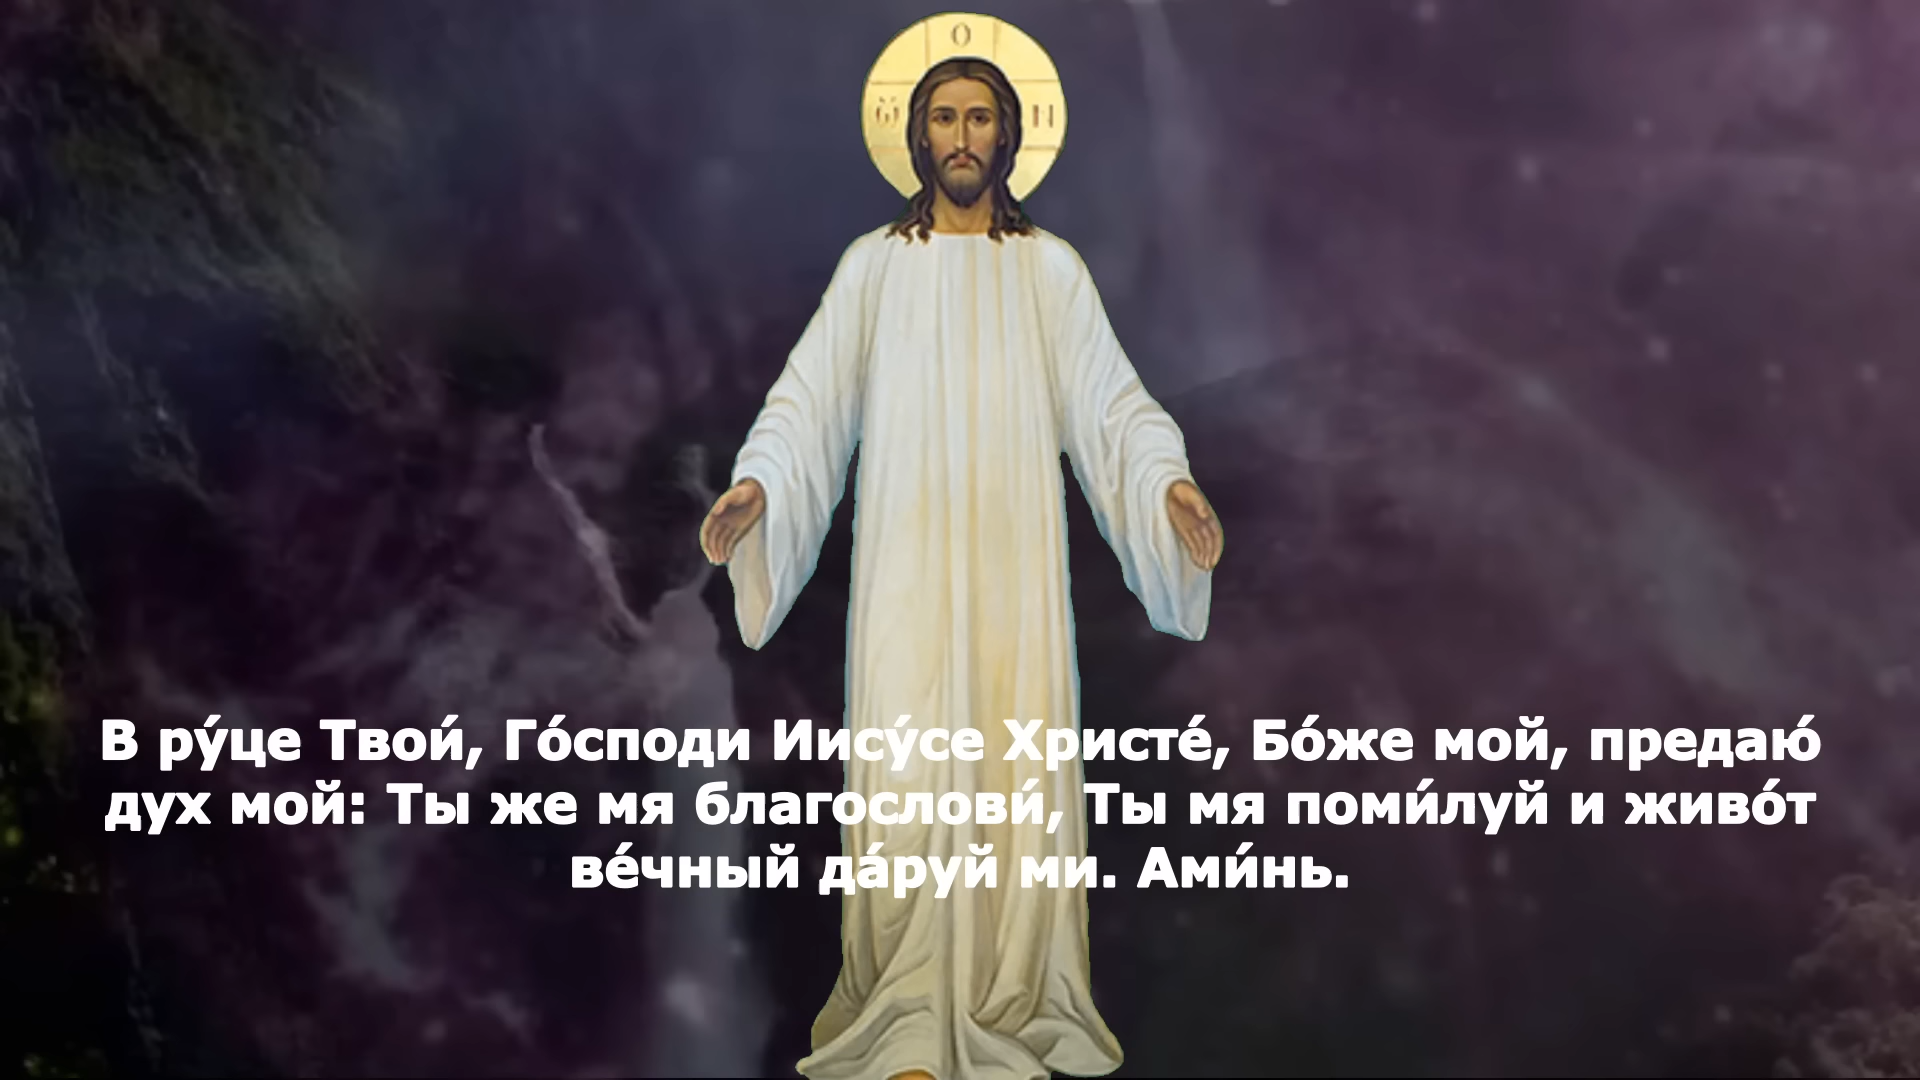 О
Ѡ Н
В ру́це Твои́, Го́споди Иису́се Христе́, Бо́же мой, предаю́
дух мой: Ты же мя благослови́, Ты мя поми́луй и живо́т
ве́чный да́руй ми. Ами́нь.